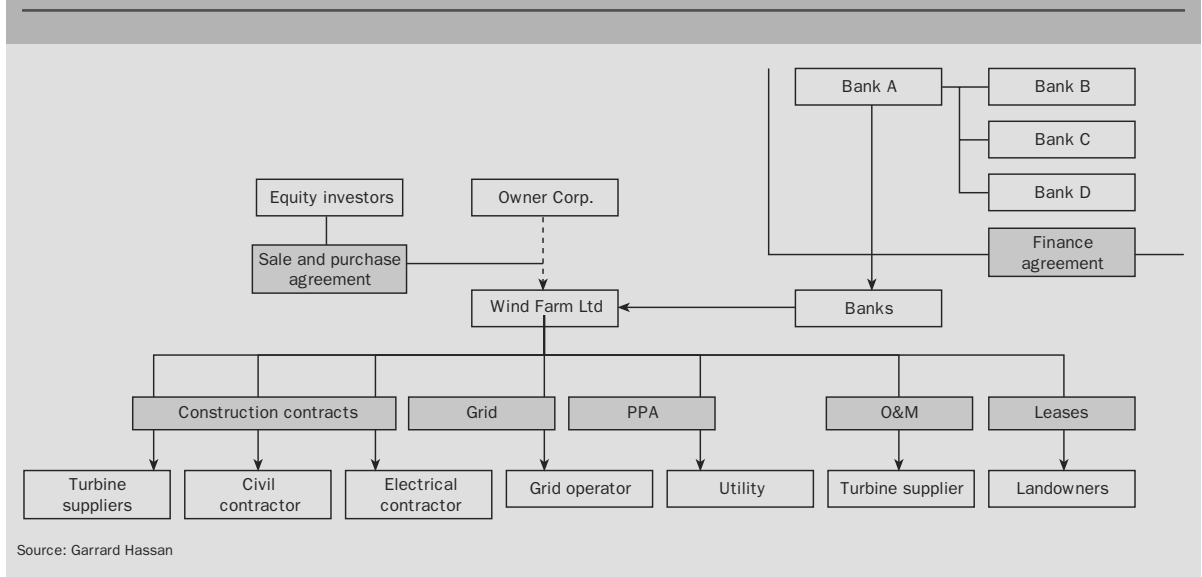 Bank A
Bank B
Bank C
Bank D
Equity investors
Owner Corp.
Finance
agreement
Sale and purchase
agreement
Wind Farm Ltd
Banks
Construction contracts
Grid
PPA
O&M
Leases
Turbine
suppliers
Civil
contractor
Electrical
contractor
Grid operator
Utility
Turbine supplier
Landowners
Source: Garrard Hassan